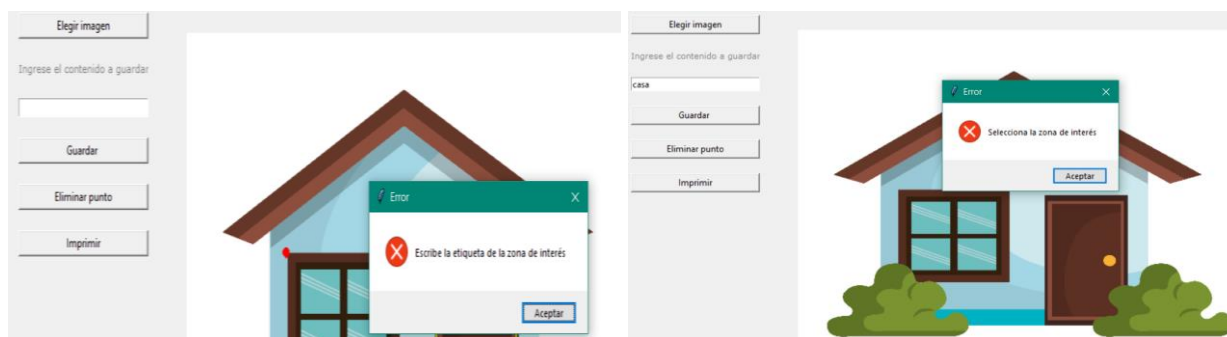 Elegir imagen
Ingrese el contenido a guardar
Guardar
Eliminar punto
Imprimir
Error
Escribe la etiqueta de la zona de interés
Aceptar
Elegir imagen
Ingrese el contenido a guardar
casa
Guardar
Eliminar punto
Imprimir
Error
Selecciona la zona de interés
Aceptar